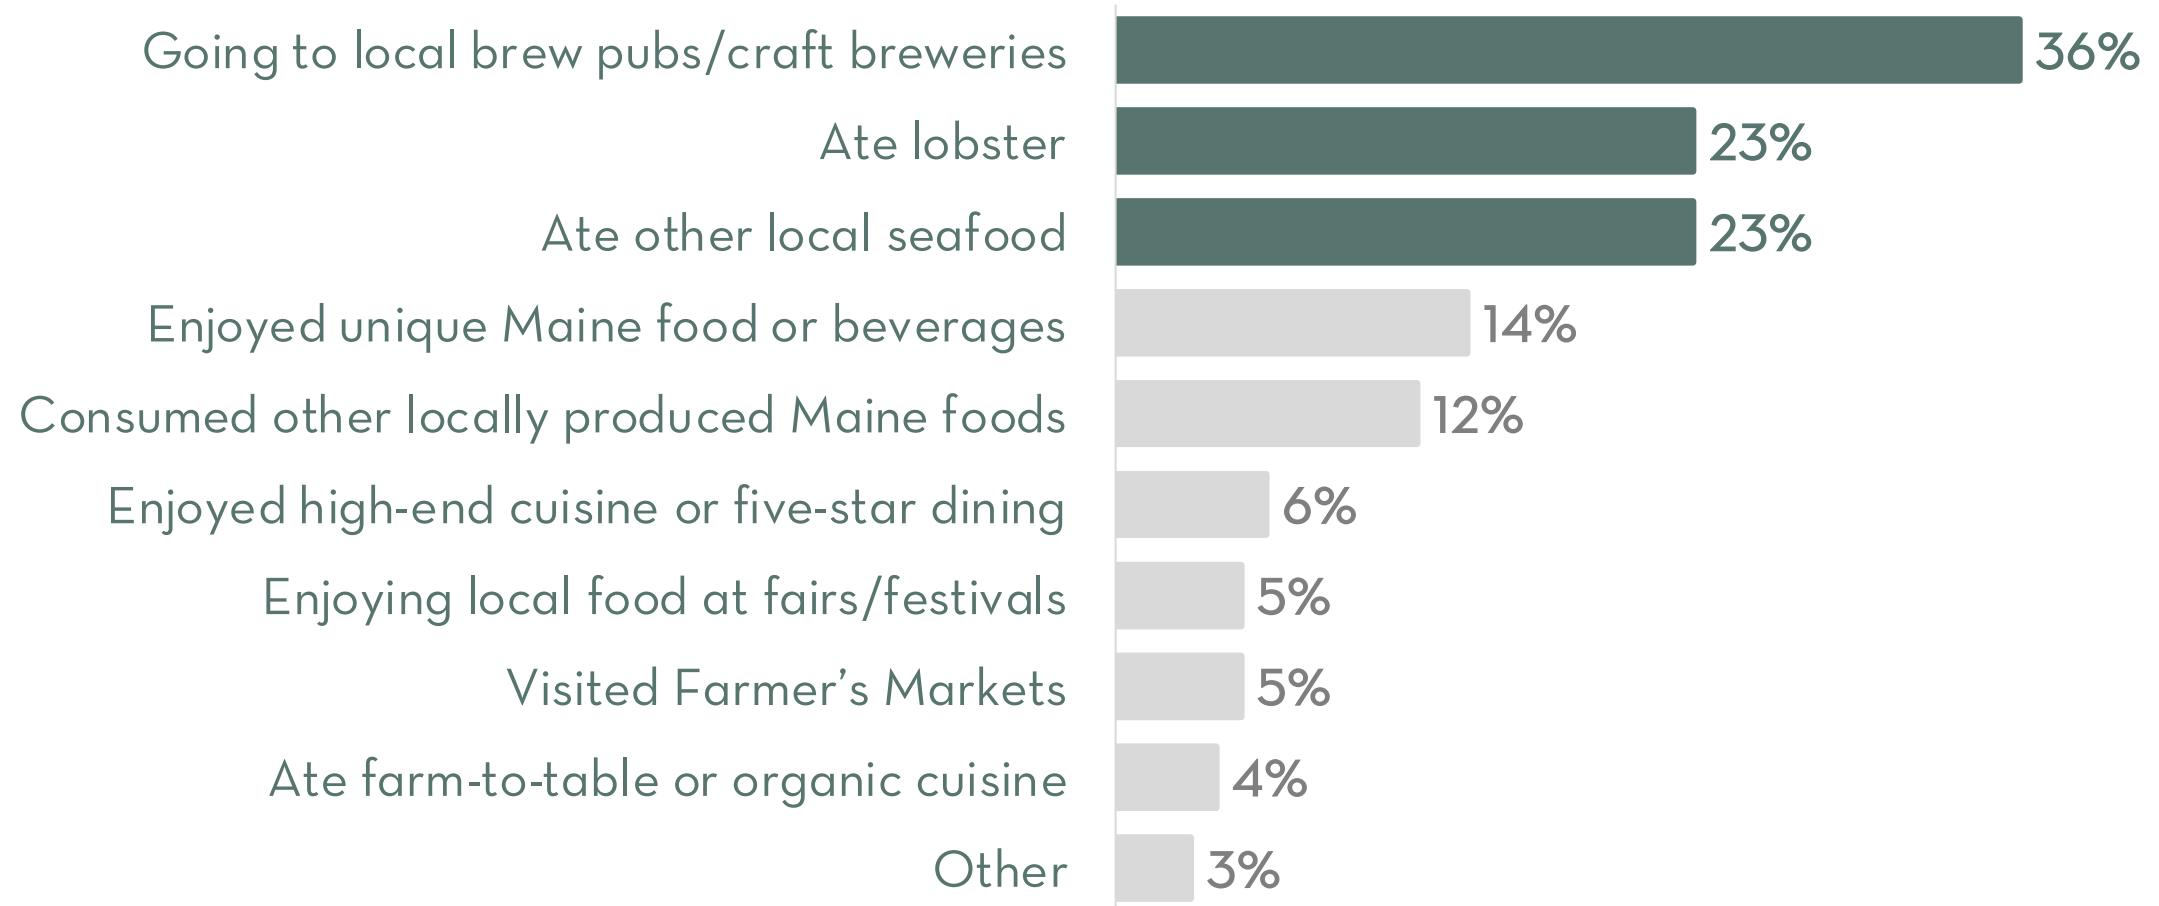 Going to local brew pubs/craft breweries 36%
Ate lobster 23%
Ate other local seafood 23%
Enjoyed unique Maine food or beverages 14%
Consumed other locally produced Maine foods 12%
Enjoyed high-end cuisine or five-star dining 6%
Enjoying local food at fairs/festivals 5%
Visited Farmer’s Markets 5%
Ate farm-to-table or organic cuisine 4%
Other 3%